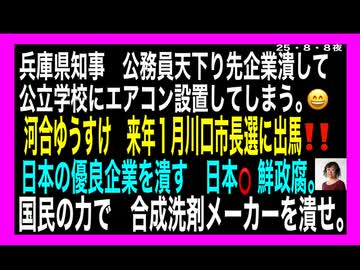 25・8・8夜
兵庫県知事　公務員天下り先企業潰して
公立学校にエアコン設置してしまう。😄
河合ゆうすけ　来年1月川口市長選に出馬‼️
日本の優良企業を潰す　日本⭕️鮮政腐。
国民の力で　合成洗剤メーカーを潰せ。